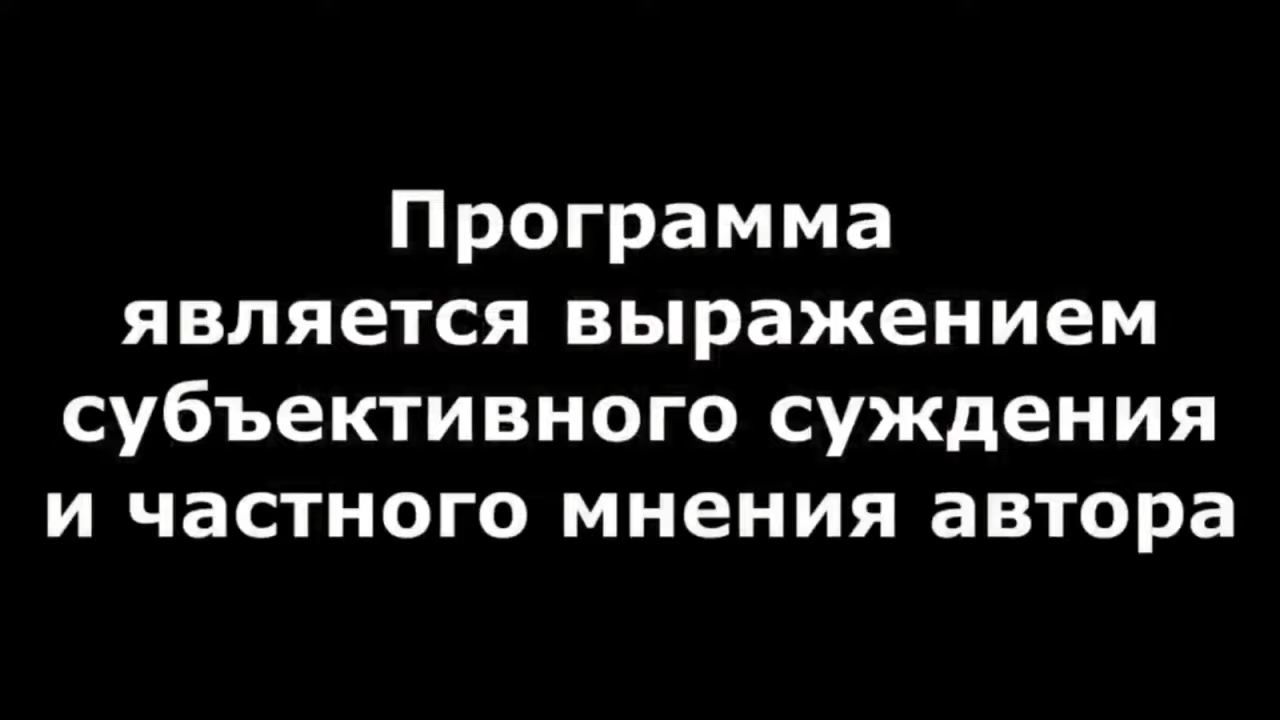 Программа
является выражением
субъективного суждения
и частного мнения автора